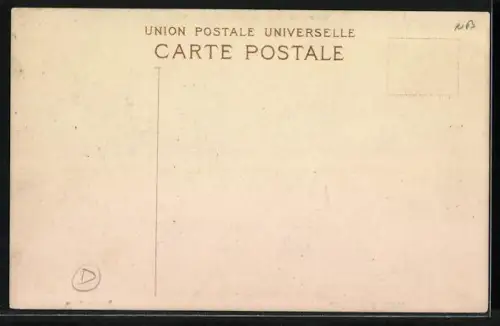 UNION POSTALE UNIVERSELLE
CARTE POSTALE
D